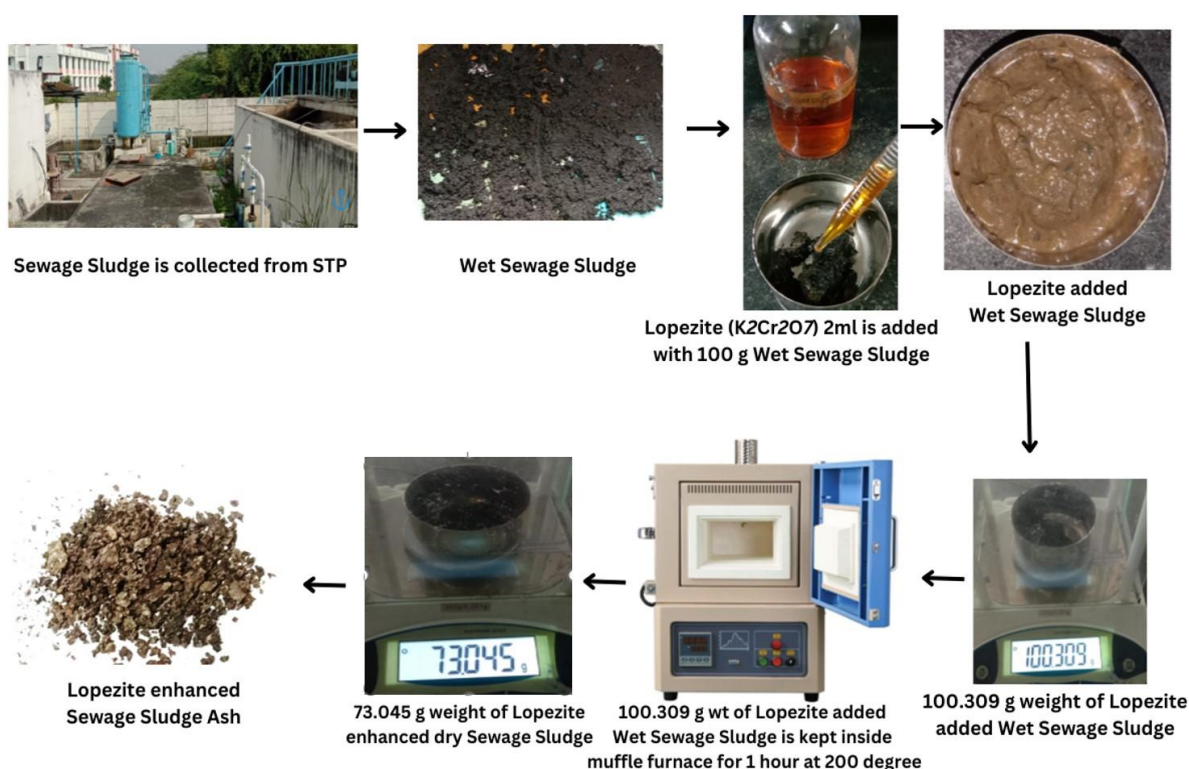 Sewage Sludge is collected from STP
Wet Sewage Sludge
Lopezite (K2Cr2O7) 2ml is added
with 100 g Wet Sewage Sludge
Lopezite added
Wet Sewage Sludge
100.309 g
100.309 g weight of Lopezite
added Wet Sewage Sludge
100.309 g wt of Lopezite added
Wet Sewage Sludge is kept inside
muffle furnace for 1 hour at 200 degree
73.045 g
73.045 g weight of Lopezite
enhanced dry Sewage Sludge
Lopezite enhanced
Sewage Sludge Ash